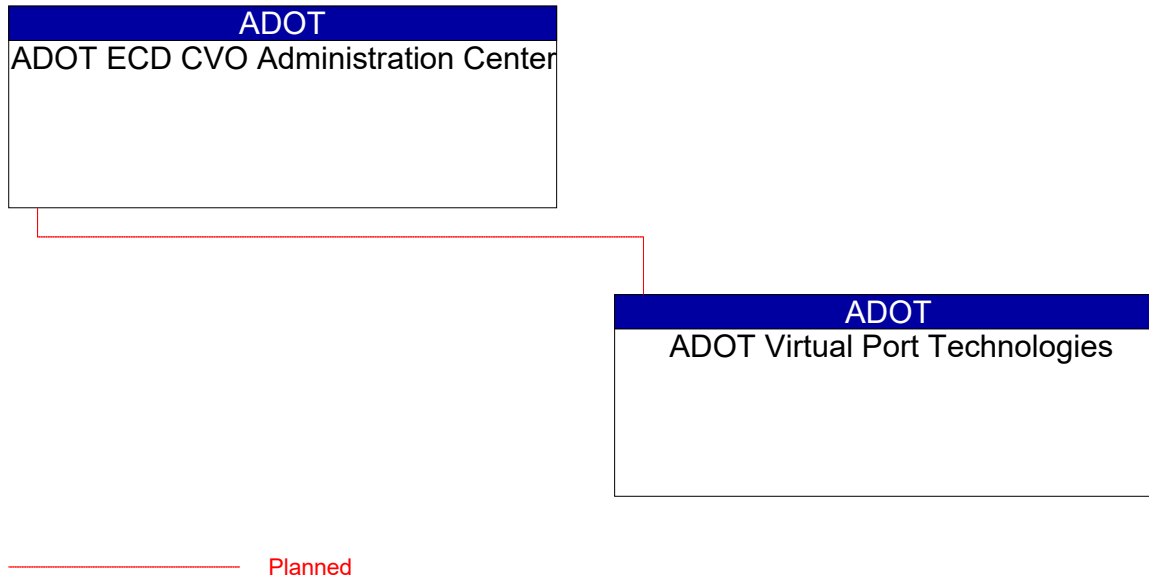 ADOT
ADOT ECD CVO Administration Center
ADOT
ADOT Virtual Port Technologies
Planned